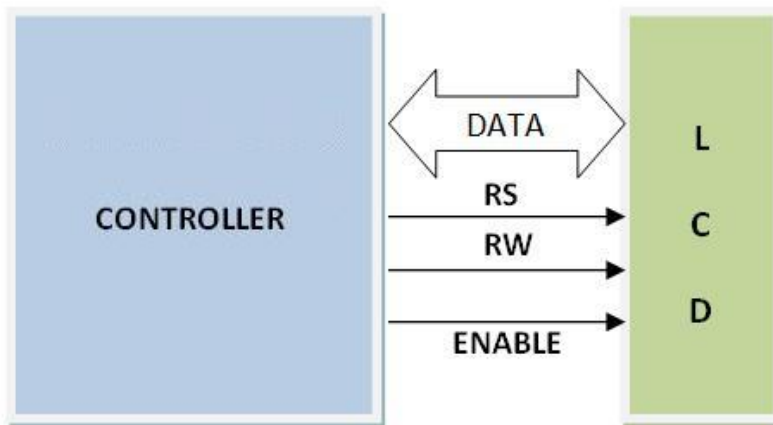 DATA
RS
CONTROLLER
RW
ENABLE
L
C
D